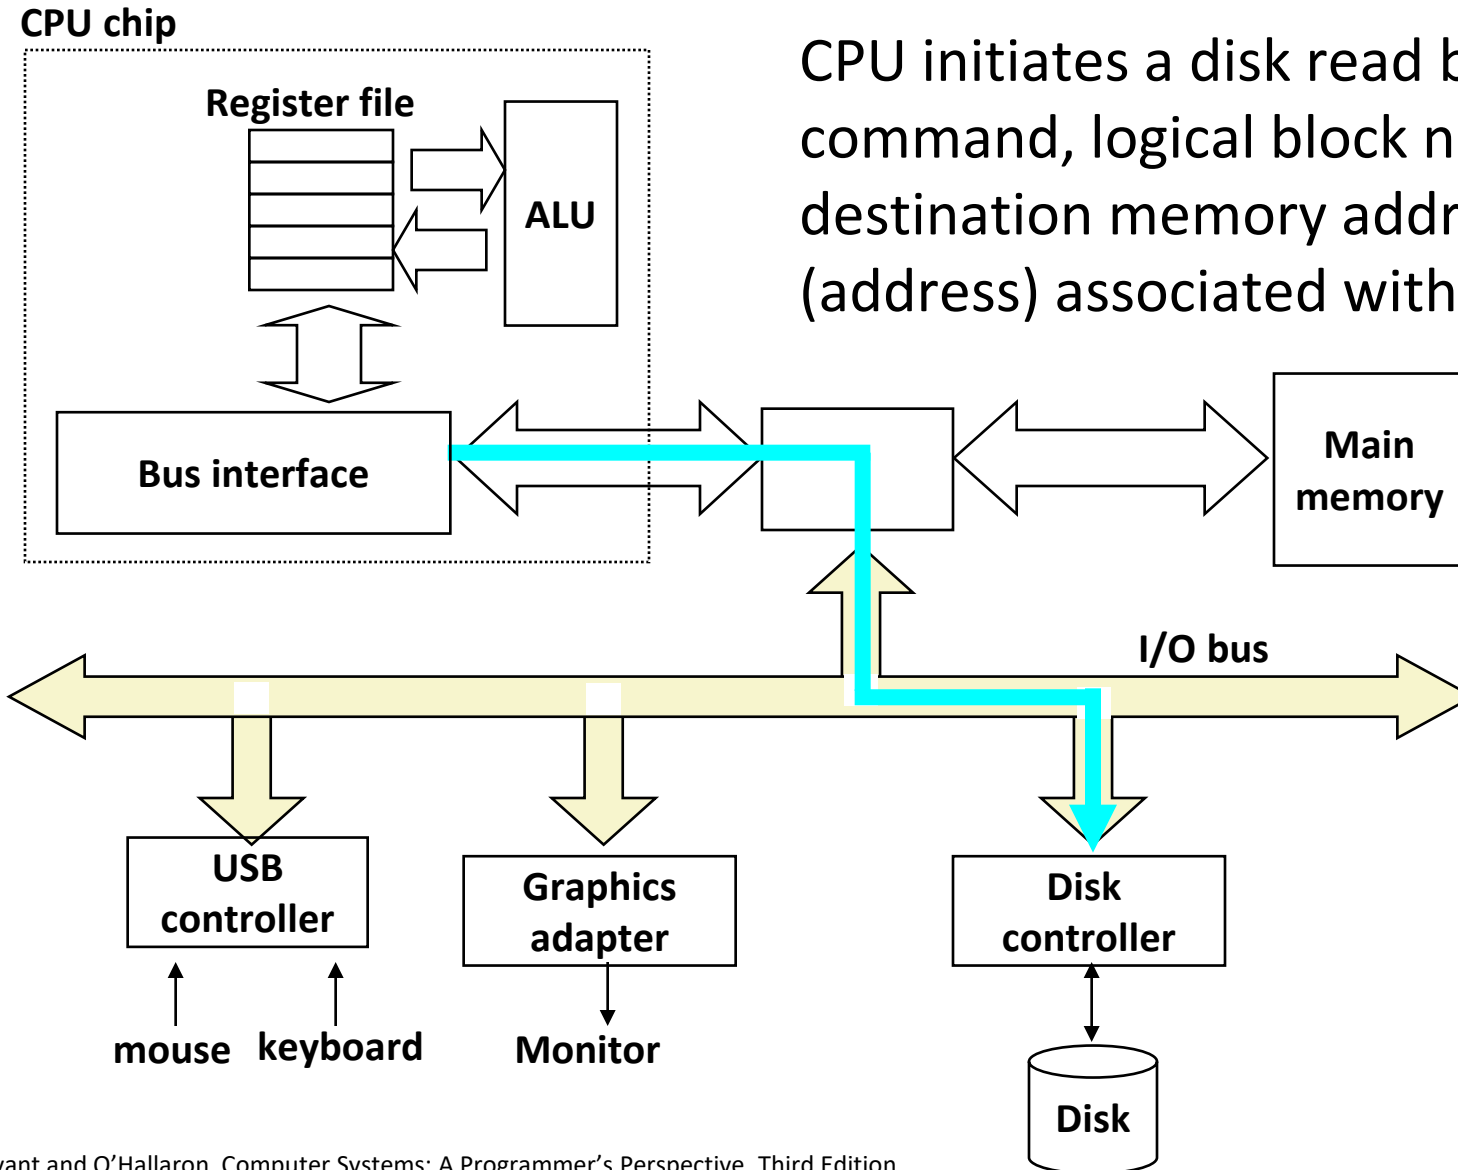 CPU chip
CPU initiates a disk read
command, logical block
destination memory
(address) associated with
Register file
ALU
Bus interface
Main
memory
I/O bus
USB
controller
Graphics
adapter
Disk
controller
mouse
keyboard
Monitor
Disk
and O'Hallaron, Computer Systems: A Programmer's Perspective, Third Edition